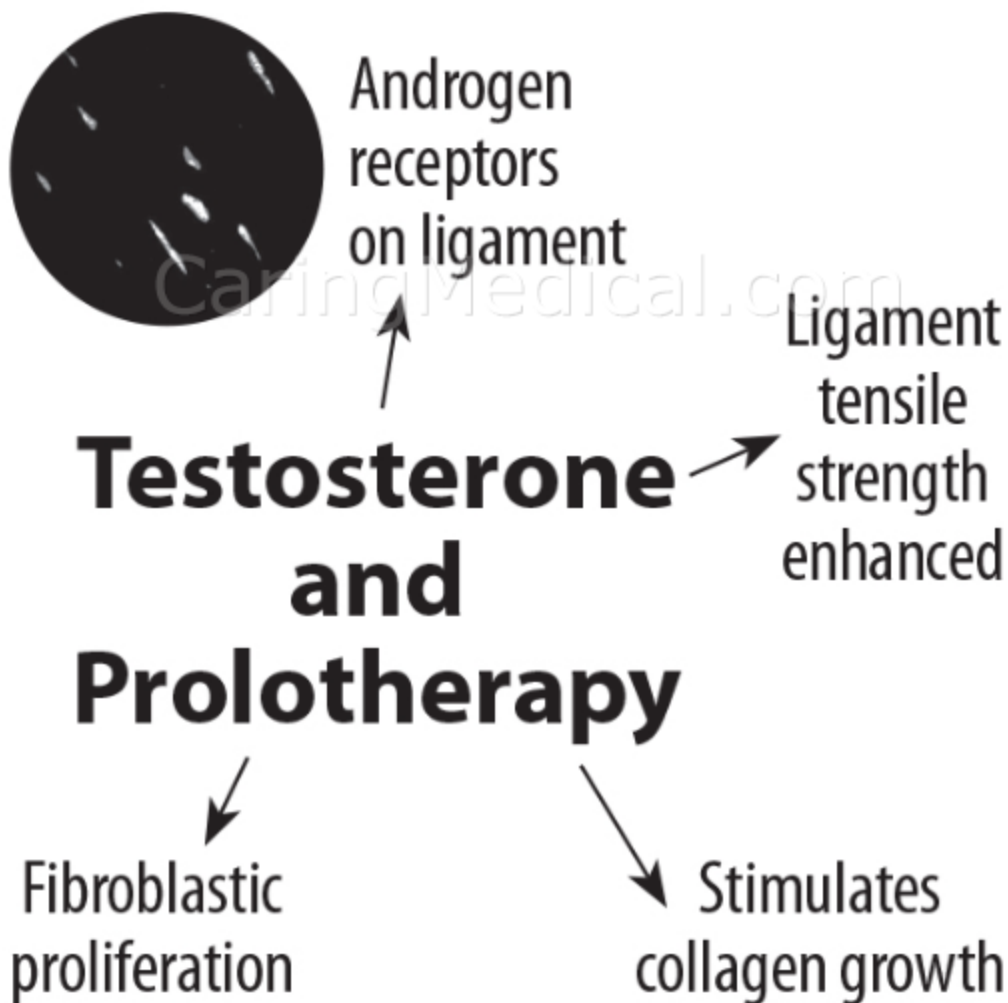 Androgen
receptors
on ligament
CaringMedical.com
Ligament
tensile
strength
enhanced
Testosterone
and
Prolotherapy
Fibroblastic
proliferation
Stimulates
collagen growth